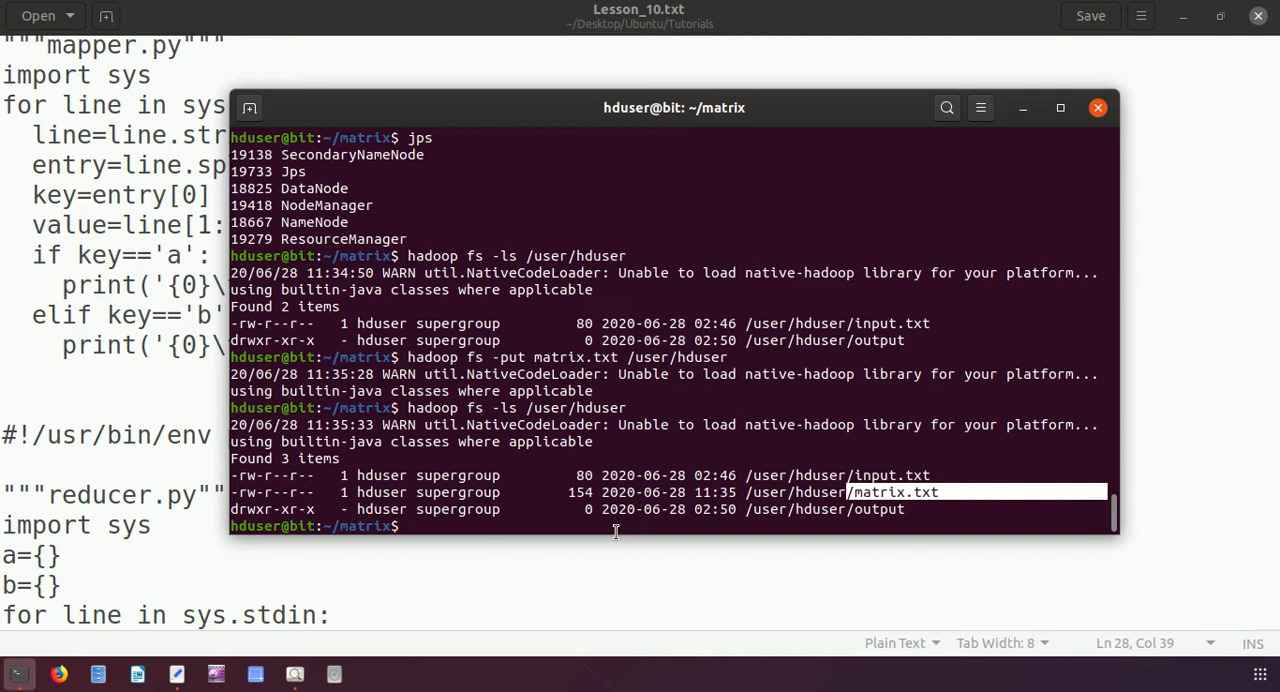 Open
Lesson_10.txt
~/Desktop/Ubuntu/Tutorials
Save
"""mapper.py"""
import sys
for line in sys
line=line.str
entry=line.sp
key=entry[0]
value=line[1:
if key=='a':
print('{0}\
elif key=='b'
print('{0}\
#!/usr/bin/env
"""reducer.py"""
import sys
a={}
b={}
for line in sys.stdin:
hduser@bit: ~/matrix
hduser@bit:~/matrix$ jps
19138 SecondaryNameNode
19733 Jps
18825 DataNode
19418 NodeManager
18667 NameNode
19279 ResourceManager
hduser@bit:~/matrix$ hadoop fs -ls /user/hduser
20/06/28 11:34:50 WARN util.NativeCodeLoader: Unable to load native-hadoop library for your platform...
using builtin-java classes where applicable
Found 2 items
-rw-r--r--   1 hduser supergroup         80 2020-06-28 02:46 /user/hduser/input.txt
drwxr-xr-x   - hduser supergroup          0 2020-06-28 02:50 /user/hduser/output
hduser@bit:~/matrix$ hadoop fs -put matrix.txt /user/hduser
20/06/28 11:35:28 WARN util.NativeCodeLoader: Unable to load native-hadoop library for your platform...
using builtin-java classes where applicable
hduser@bit:~/matrix$ hadoop fs -ls /user/hduser
20/06/28 11:35:33 WARN util.NativeCodeLoader: Unable to load native-hadoop library for your platform...
using builtin-java classes where applicable
Found 3 items
-rw-r--r--   1 hduser supergroup         80 2020-06-28 02:46 /user/hduser/input.txt
-rw-r--r--   1 hduser supergroup        154 2020-06-28 11:35 /user/hduser/matrix.txt
drwxr-xr-x   - hduser supergroup          0 2020-06-28 02:50 /user/hduser/output
hduser@bit:~/matrix$
Plain Text
Tab Width: 8
Ln 28, Col 39
INS